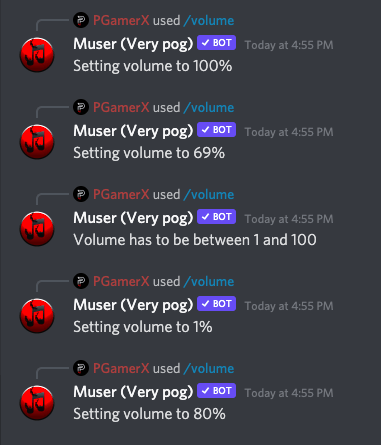 PGamerX used /volume
Muser (Very pog) ✓ BOT Today at 4:55 PM
Setting volume to 100%
PGamerX used /volume
Muser (Very pog) ✓ BOT Today at 4:55 PM
Setting volume to 69%
PGamerX used /volume
Muser (Very pog) ✓ BOT Today at 4:55 PM
Volume has to be between 1 and 100
PGamerX used /volume
Muser (Very pog) ✓ BOT Today at 4:55 PM
Setting volume to 1%
PGamerX used /volume
Muser (Very pog) ✓ BOT Today at 4:55 PM
Setting volume to 80%